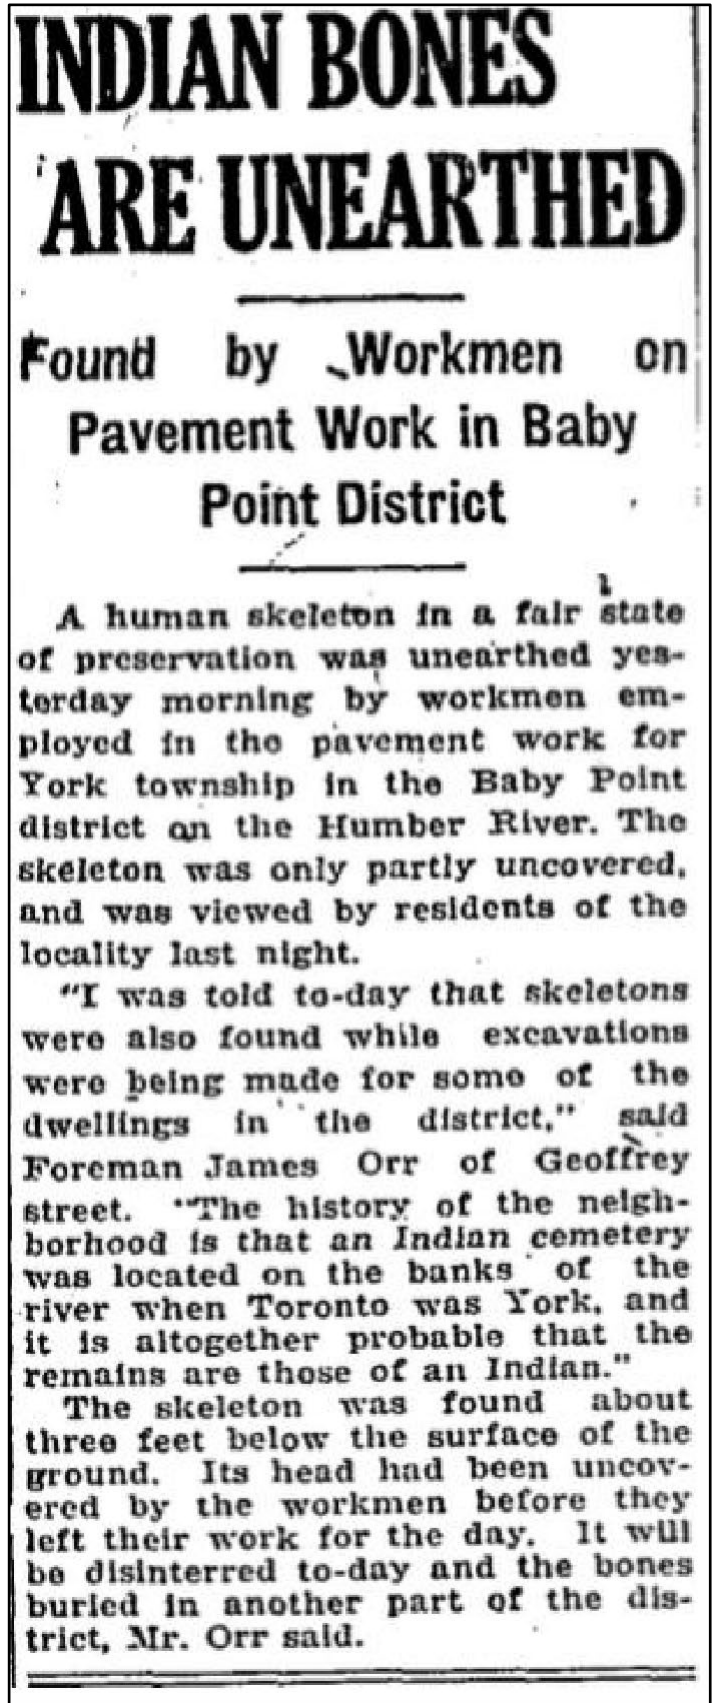 INDIAN BONES
ARE UNEARTHED
Found by Workmen on
Pavement Work in Baby
Point District
A human skeleton in a fair state
of preservation was unearthed yes-
terday morning by workmen em-
ployed in the pavement work for
York township in the Baby Point
district on the Humber River. The
skeleton was only partly uncovered,
and was viewed by residents of the
locality last night.
"I was told to-day that skeletons
were also found while excavations
were being made for some of the
dwellings in the district," said
Foreman James Orr of Geoffrey
street. "The history of the neigh-
borhood is that an Indian cemetery
was located on the banks of the
river when Toronto was York, and
it is altogether probable that the
remains are those of an Indian."
The skeleton was found about
three feet below the surface of the
ground. Its head had been uncov-
ered by the workmen before they
left their work for the day. It will
be disinterred to-day and the bones
buried in another part of the dis-
trict, Mr. Orr said.